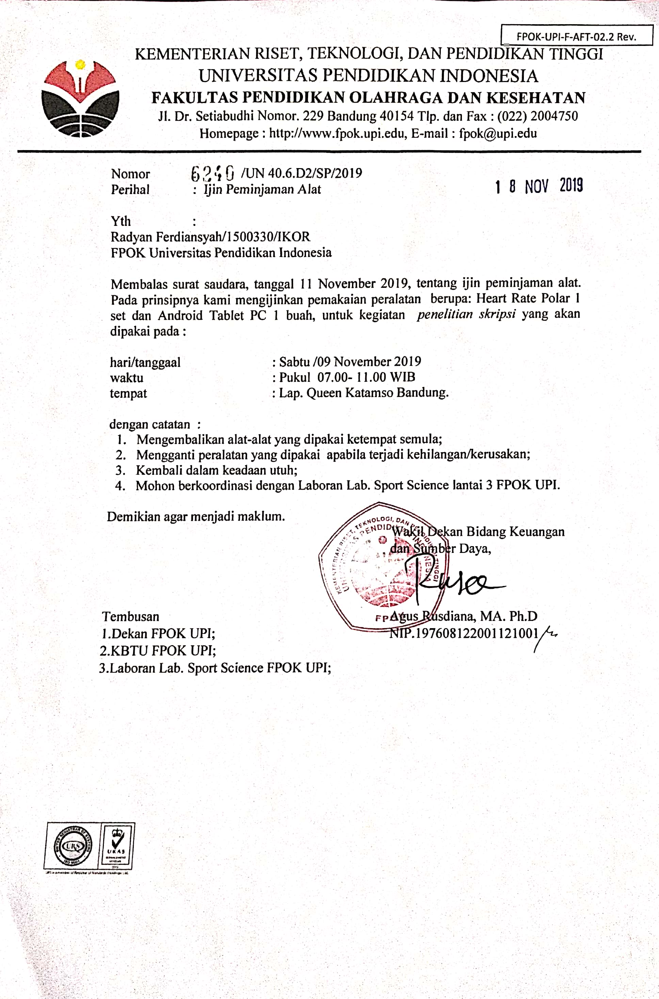 FPOK-UPI-F-AFT-02.2 Rev.
KEMENTERIAN RISET, TEKNOLOGI, DAN PENDIDIKAN TINGGI
UNIVERSITAS PENDIDIKAN INDONESIA
FAKULTAS PENDIDIKAN OLAHRAGA DAN KESEHATAN
Jl. Dr. Setiabudhi Nomor. 229 Bandung 40154 Tlp. dan Fax : (022) 2004750
Homepage : http://www.fpok.upi.edu, E-mail : fpok@upi.edu
Nomor /UN 40.6.D2/SP/2019
Perihal : Ijin Peminjaman Alat
1 8 NOV 2019
Yth :
Radyan Ferdiansyah/1500330/IKOR
FPOK Universitas Pendidikan Indonesia
Membalas surat saudara, tanggal 11 November 2019, tentang ijin peminjaman alat.
Pada prinsipnya kami mengijinkan pemakaian peralatan berupa: Heart Rate Polar 1
set dan Android Tablet PC 1 buah, untuk kegiatan penelitian skripsi yang akan
dipakai pada :
hari/tanggaal : Sabtu /09 November 2019
waktu : Pukul 07.00- 11.00 WIB
tempat : Lap. Queen Katamso Bandung.
dengan catatan :
1. Mengembalikan alat-alat yang dipakai ketempat semula;
2. Mengganti peralatan yang dipakai apabila terjadi kehilangan/kerusakan;
3. Kembali dalam keadaan utuh;
4. Mohon berkoordinasi dengan Laboran Lab. Sport Science lantai 3 FPOK UPI.
Demikian agar menjadi maklum.
Wakil Dekan Bidang Keuangan
dan Sumber Daya,
Agus Rusdiana, MA. Ph.D
NIP.197608122001121001
Tembusan
1.Dekan FPOK UPI;
2.KBTU FPOK UPI;
3.Laboran Lab. Sport Science FPOK UPI;
URS
UKAS